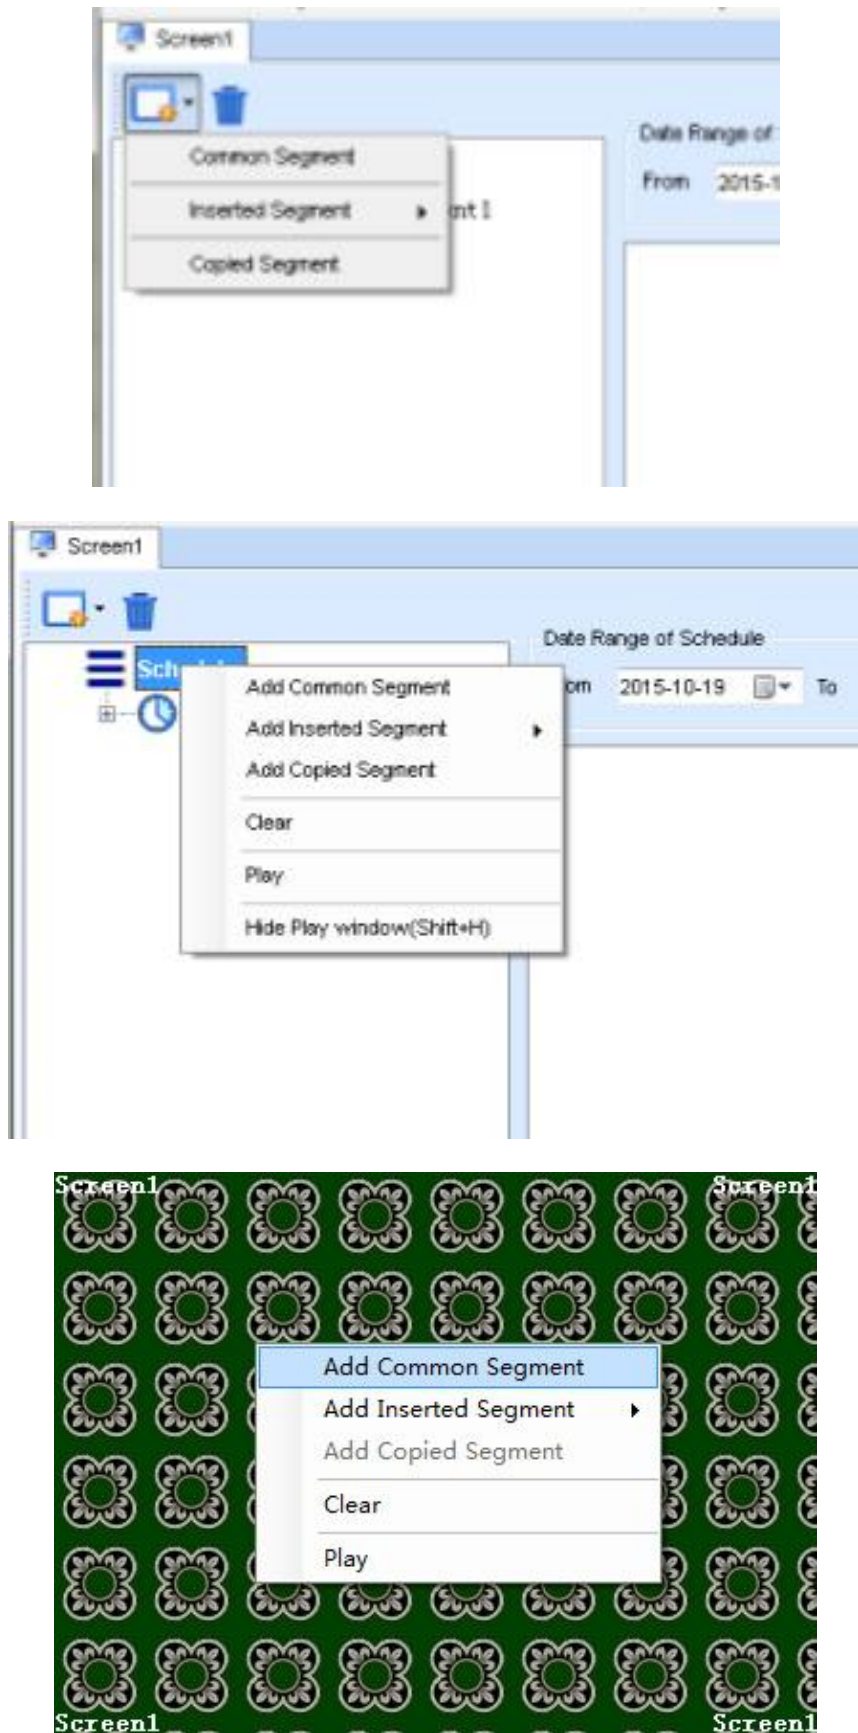 Screen1
Date Range of
Common Segment
From 2015-1
Inserted Segment
nt1
Copied Segment
Screen1
Date Range of Schedule
Add Common Segment
om 2015-10-19 To
Add Inserted Segment
Add Copied Segment
Clear
Play
Hide Play window(Shift+H)
Screen1 Screen1
Add Common Segment
Add Inserted Segment
Add Copied Segment
Clear
Play
Screen1 Screen1